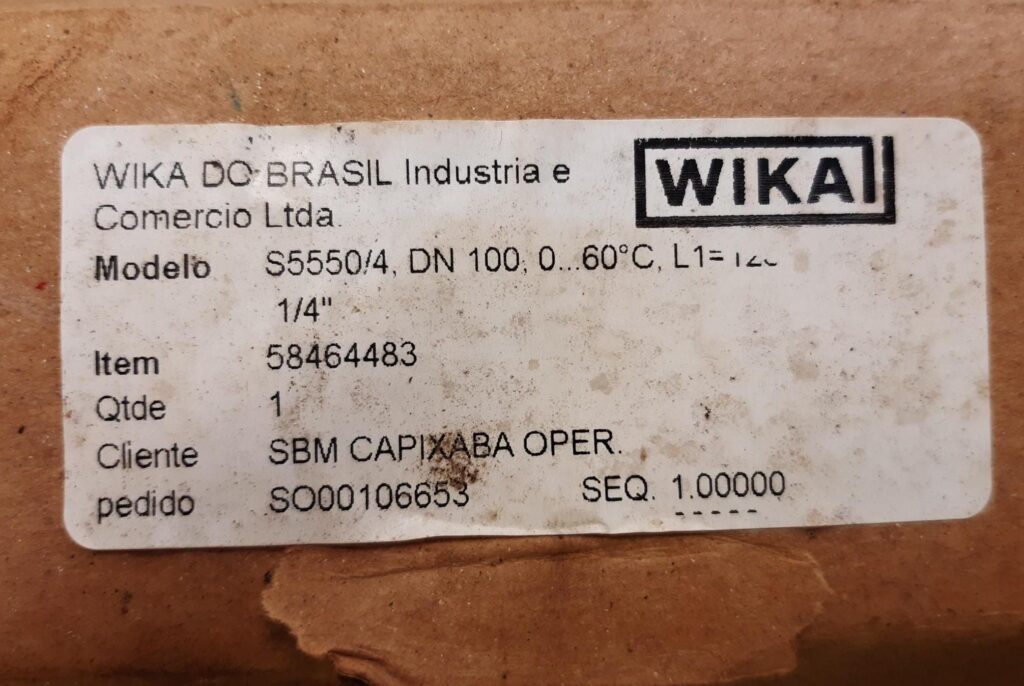 WIKA DO BRASIL Industria e
Comercio Ltda.
WIKA
Modelo S5550/4, DN 100, 0...60°C, L1=
1/4"
Item 58464483
Qtde 1
Cliente SBM CAPIXABA OPER.
pedido SO00106653 SEQ. 1.00000